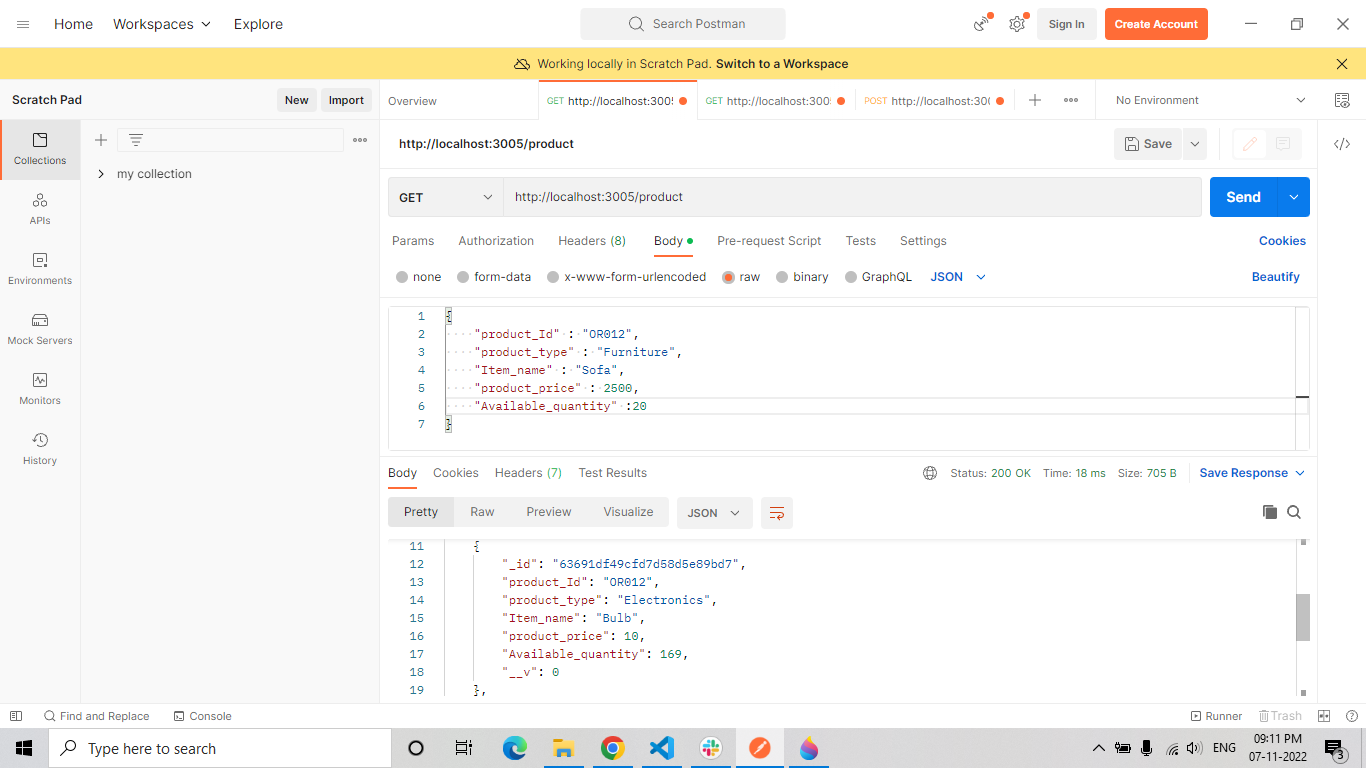 Home Workspaces Explore Search Postman Sign In Create Account
Working locally in Scratch Pad. Switch to a Workspace
Scratch Pad New Import Overview GET http://localhost:300 GET http://localhost:300 POST http://localhost:30 No Environment
Collections
my collection
APIs
Environments
Mock Servers
Monitors
History
http://localhost:3005/product Save
GET http://localhost:3005/product Send
Params Authorization Headers (8) Body Pre-request Script Tests Settings Cookies
none form-data x-www-form-urlencoded raw binary GraphQL JSON Beautify
1 {
2 "product_Id" : "OR012",
3 "product_type" : "Furniture",
4 "Item_name" : "Sofa",
5 "product_price" : 2500,
6 "Available_quantity" :20
7 }
Body Cookies Headers (7) Test Results Status: 200 OK Time: 18 ms Size: 705 B Save Response
Pretty Raw Preview Visualize JSON
11 {
12 "_id": "63691df49cfd7d58d5e89bd7",
13 "product_Id": "OR012",
14 "product_type": "Electronics",
15 "Item_name": "Bulb",
16 "product_price": 10,
17 "Available_quantity": 169,
18 "__v": 0
19 },
Find and Replace Console Runner Trash
Type here to search ENG 09:11 PM
07-11-2022 3